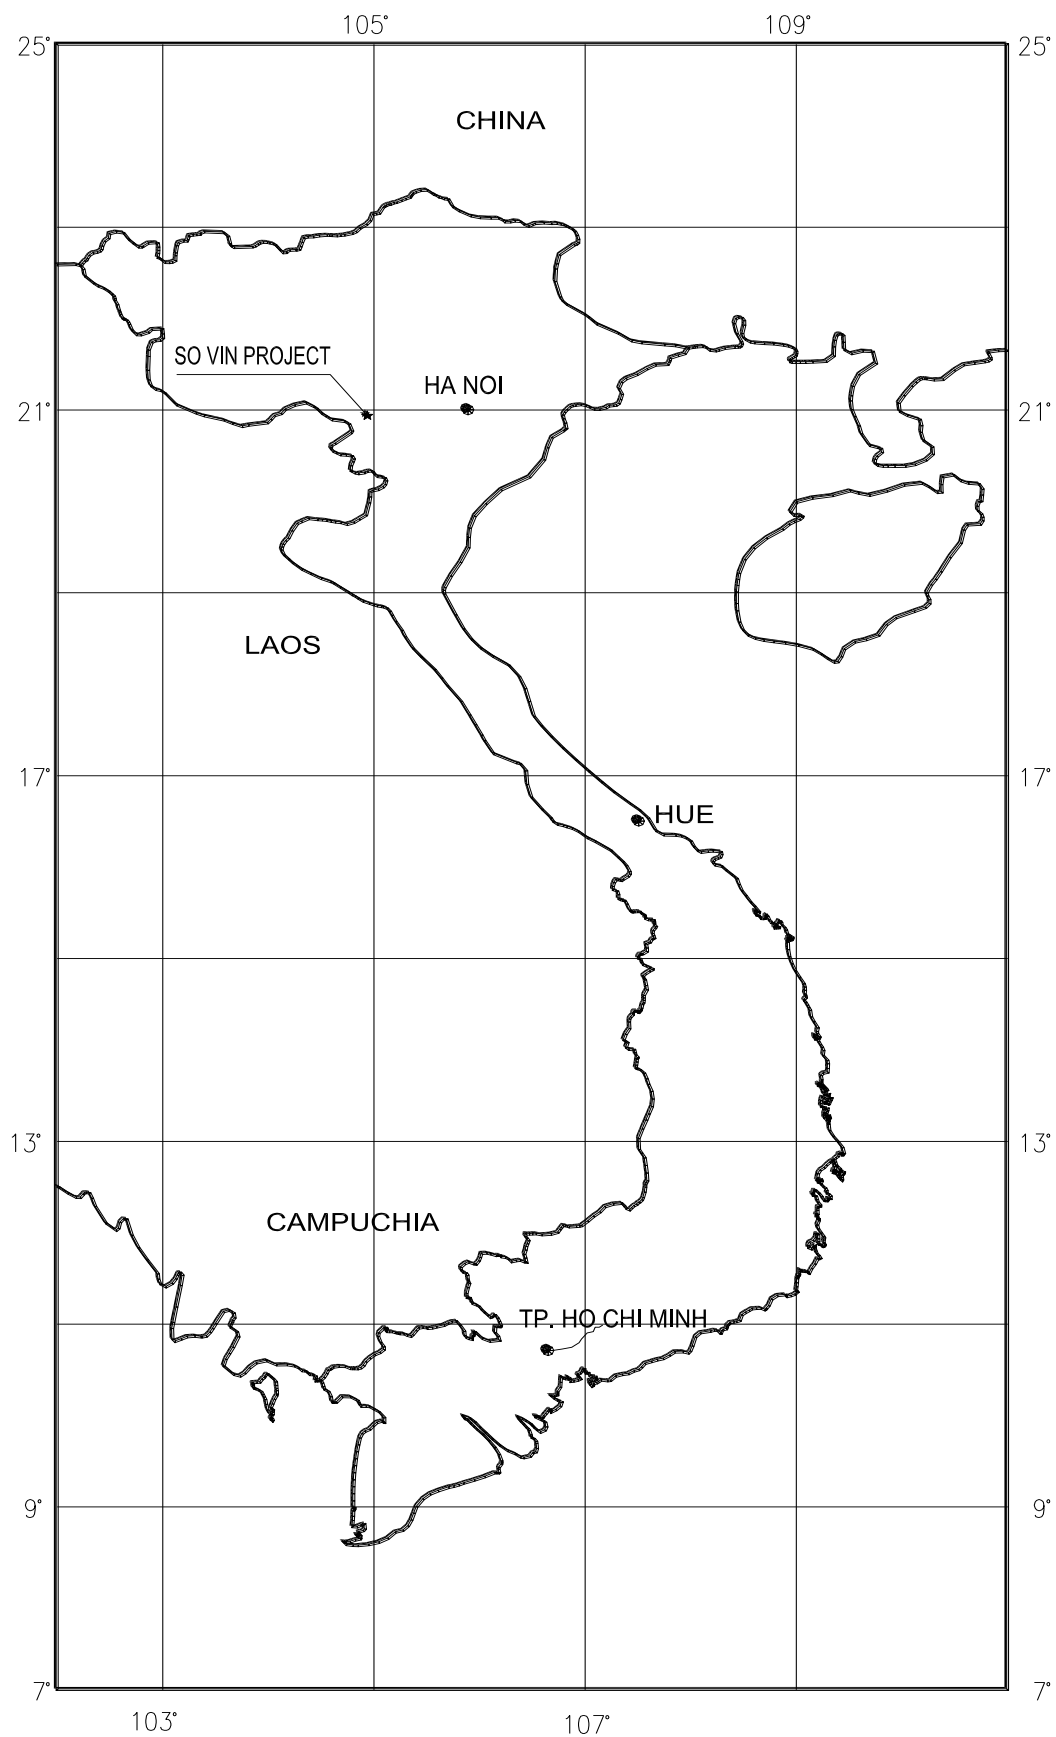 105° 109°
25° 25°
CHINA
SO VIN PROJECT
HA NOI
21° 21°
LAOS
17° 17°
HUE
13° 13°
CAMPUCHIA
TP. HO CHI MINH
9° 9°
7° 7°
103° 107°